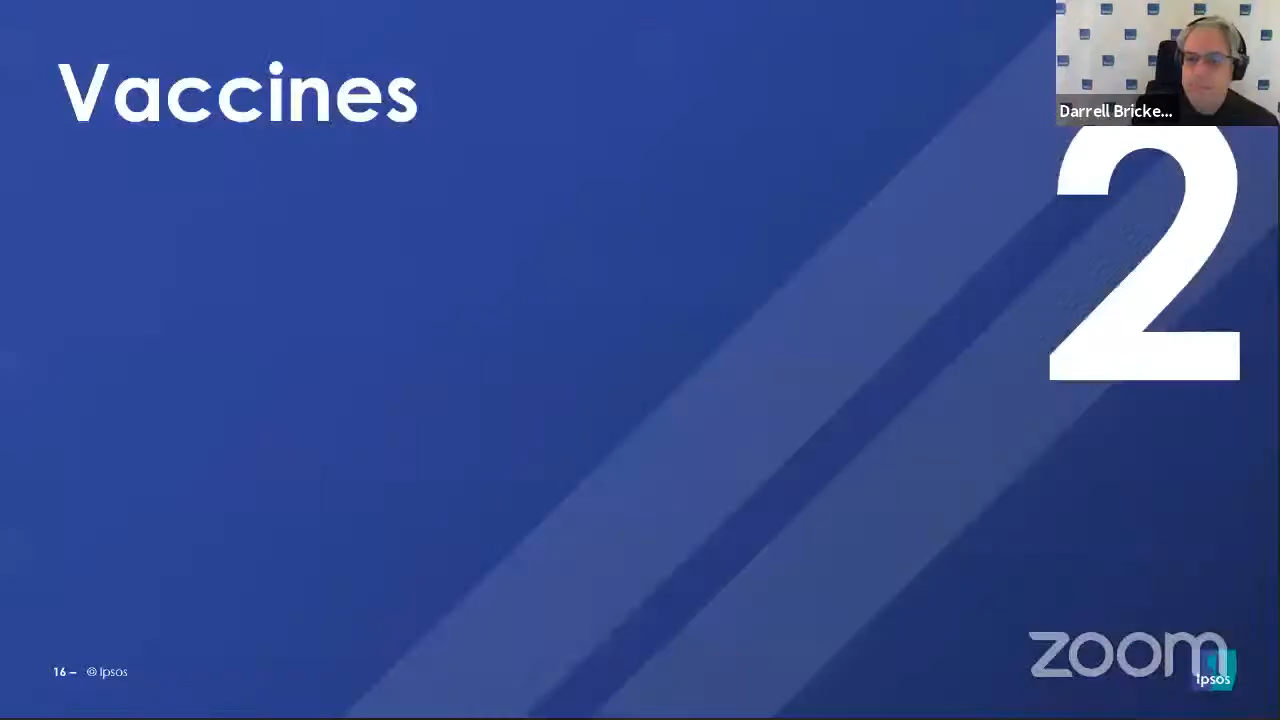 Vaccines
Darrell Bricke...
2
16 – @ Ipsos
zoom
Ipsos